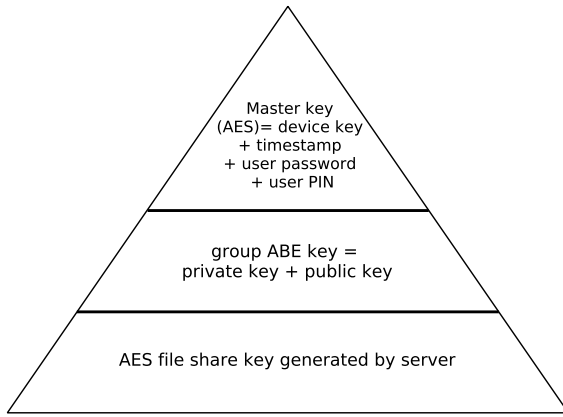 Master key
(AES)= device key
+ timestamp
+ user password
+ user PIN
group ABE key =
private key + public key
AES file share key generated by server